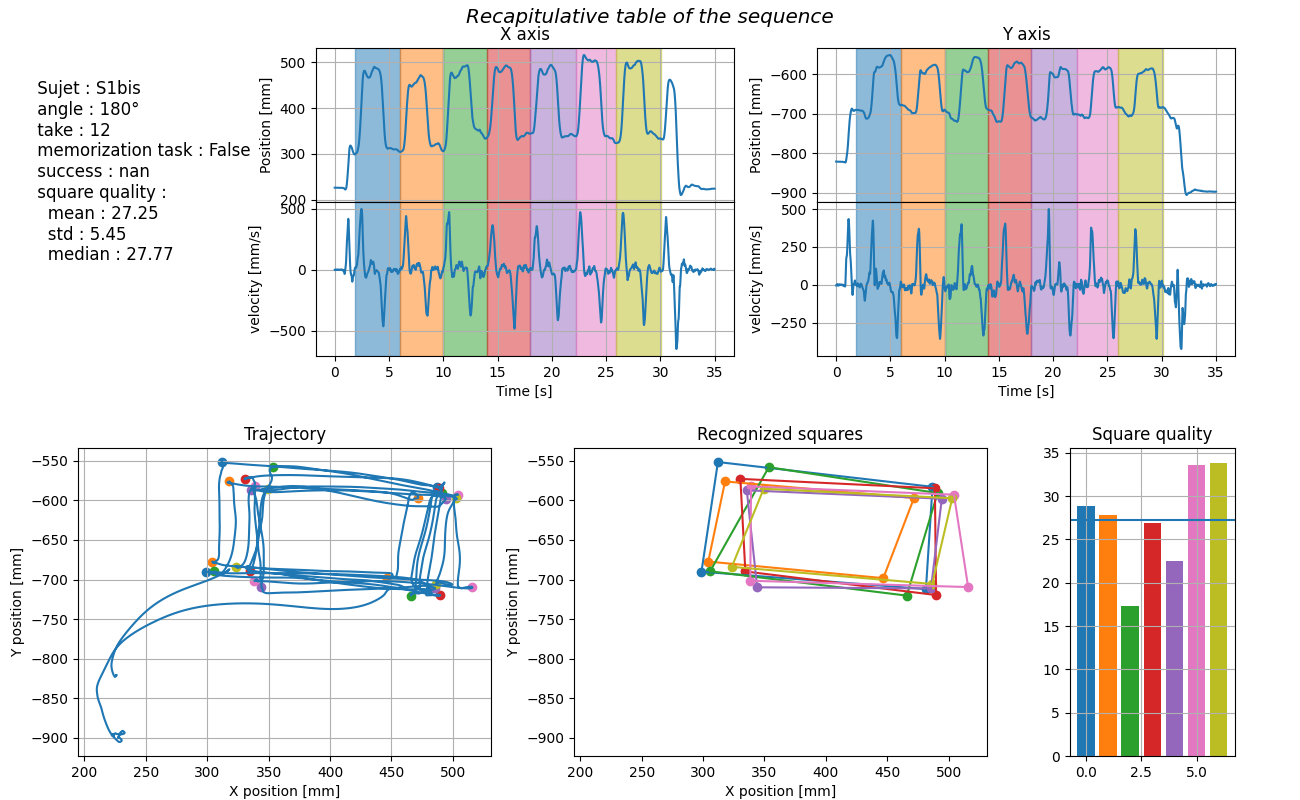 Recapitulative table of the sequence
X axis
Y axis
Sujet : S1bis
angle : 180°
take : 12
memorization task : False
success : nan
square quality :
mean : 27.25
std : 5.45
median : 27.77
Position [mm]
500
400
300
200
velocity [mm/s]
500
0
−500
0 5 10 15 20 25 30 35
Time [s]
Position [mm]
−600
−700
−800
−900
velocity [mm/s]
500
250
0
−250
0 5 10 15 20 25 30 35
Time [s]
Trajectory
Y position [mm]
−550
−600
−650
−700
−750
−800
−850
−900
200 250 300 350 400 450 500
X position [mm]
Recognized squares
Y position [mm]
−550
−600
−650
−700
−750
−800
−850
−900
200 250 300 350 400 450 500
X position [mm]
Square quality
35
30
25
20
15
10
5
0
0.0 2.5 5.0